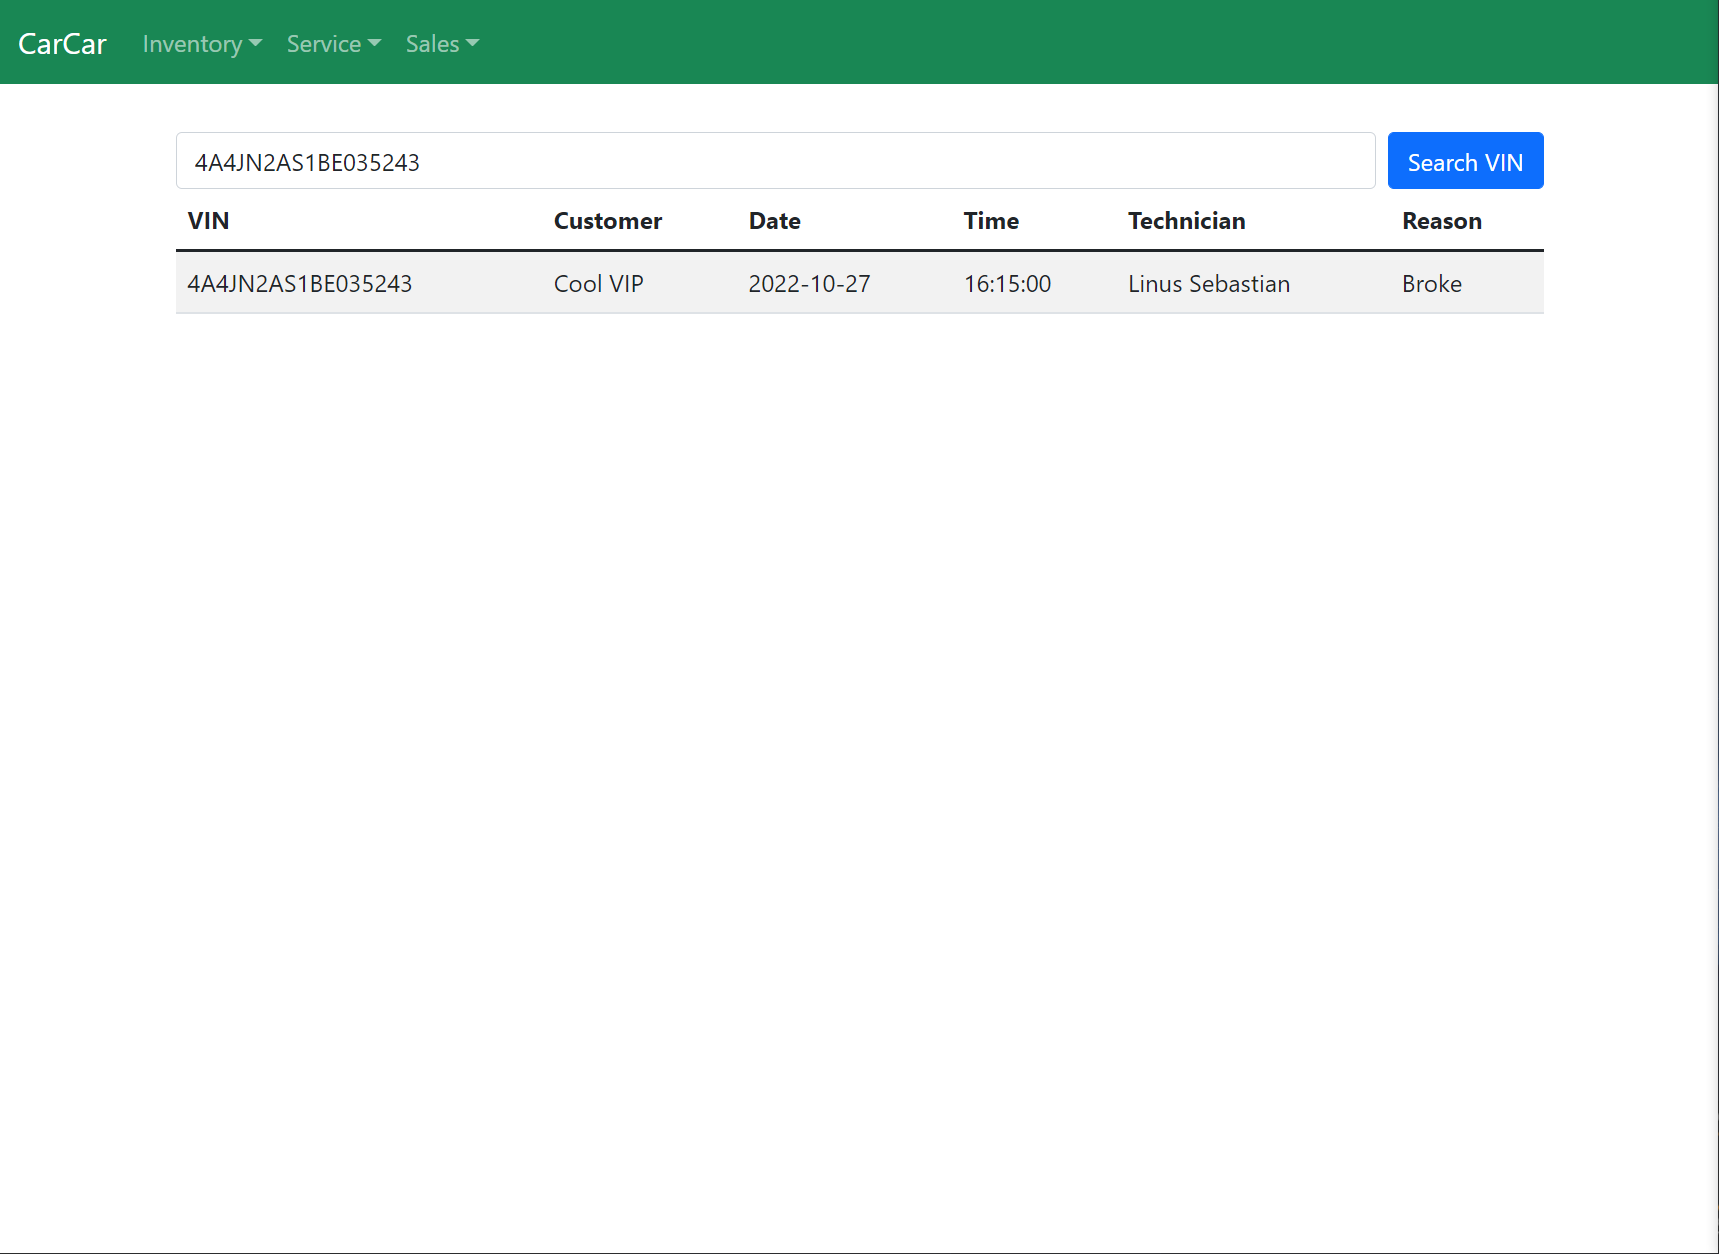 CarCar Inventory Service Sales
4A4JN2AS1BE035243 Search VIN
VIN Customer Date Time Technician Reason
4A4JN2AS1BE035243 Cool VIP 2022-10-27 16:15:00 Linus Sebastian Broke